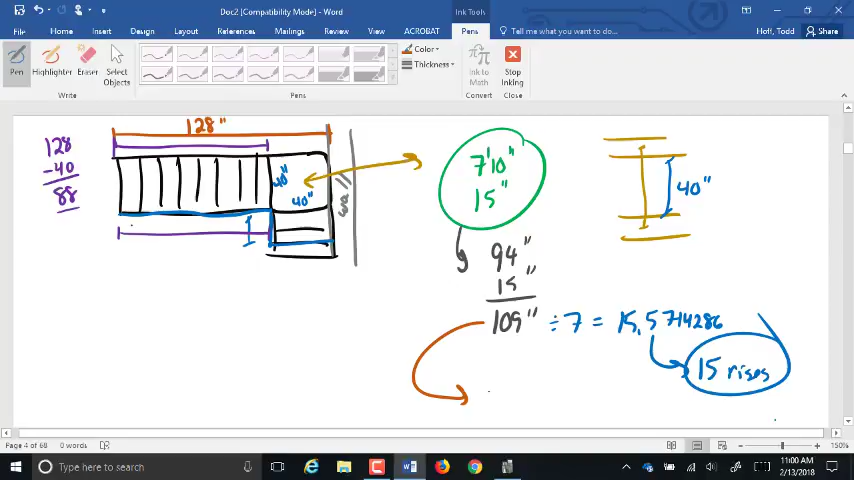 Doc2 [Compatibility Mode] - Word
Ink Tools
Hoff, Todd
File
Home
Insert
Design
Layout
References
Mailings
Review
View
ACROBAT
Pens
Tell me what you want to do...
Share
Pen
Highlighter
Eraser
Select Objects
Color
Thickness
Ink to Math
Stop Inking
Write
Pens
Convert
Close
128"
128
-40
88
40"
40"
7'10"
15"
40"
94"
15"
109" ÷ 7 = 15.5714286
15 rises
Page 4 of 68
0 words
150%
Type here to search
11:00 AM
2/13/2018